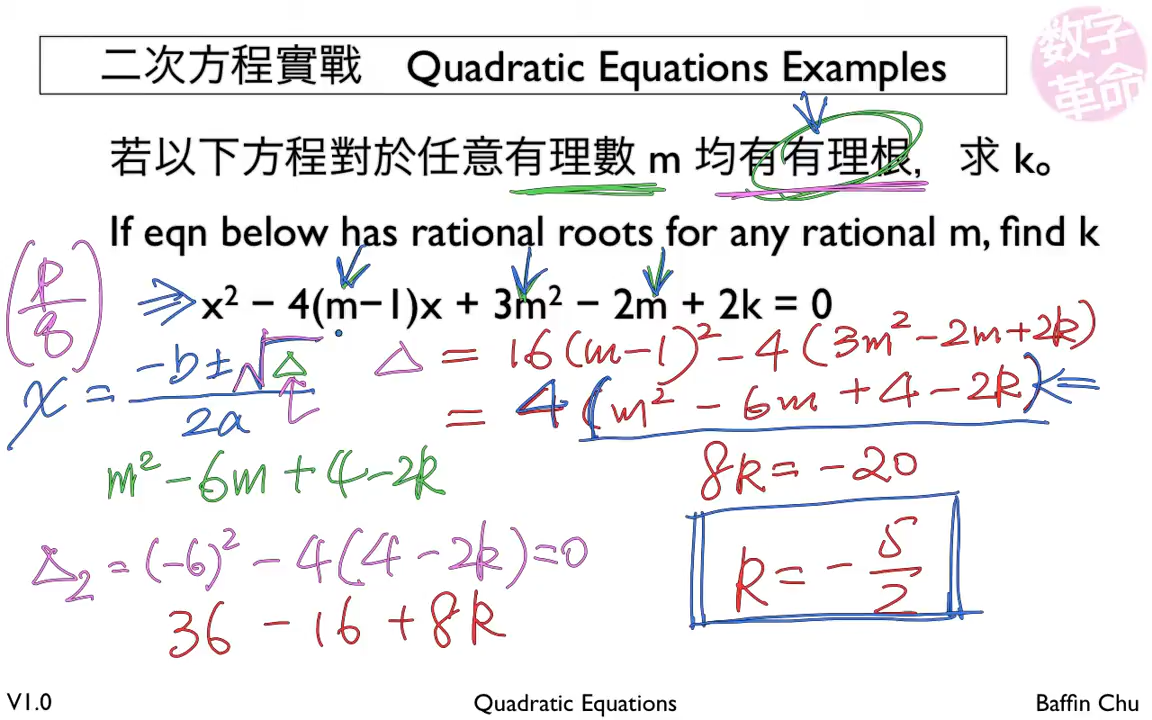 二次方程實戰 Quadratic Equations Examples
数字
革命
若以下方程對於任意有理數 m 均有有理根，求 k。
If eqn below has rational roots for any rational m, find k
x² − 4(m−1)x + 3m² − 2m + 2k = 0
(p/q)
x = (-b ± √Δ)/2a
Δ = 16(m-1)² - 4(3m² - 2m + 2k)
= 4(m² - 6m + 4 - 2k)
m² - 6m + 4 - 2k
Δ₂ = (-6)² - 4(4 - 2k) = 0
36 - 16 + 8k
8k = -20
k = -5/2
V1.0
Quadratic Equations
Baffin Chu